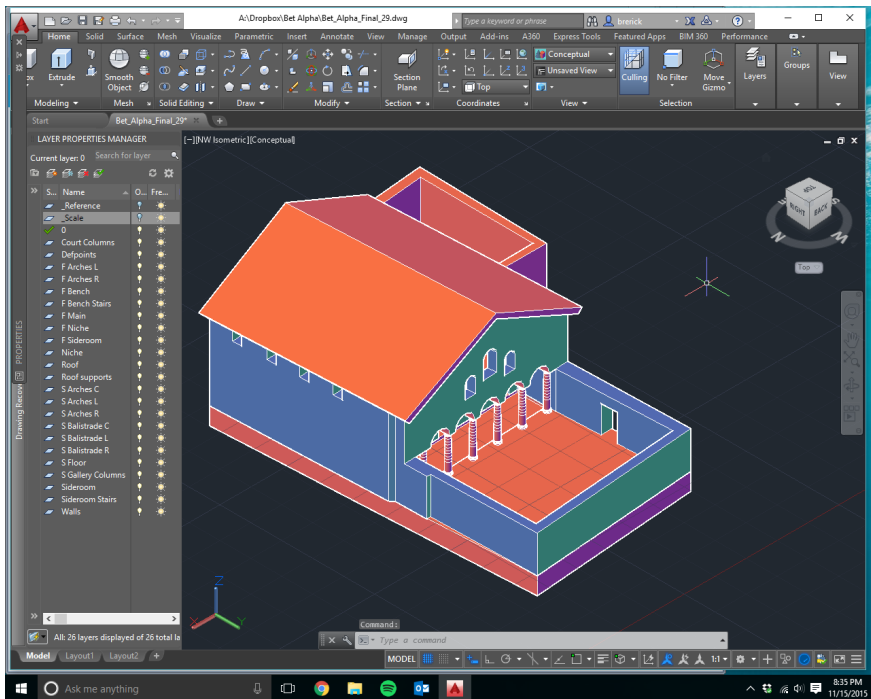 A:\Dropbox\Bet Alpha\Bet_Alpha_Final_29.dwg
Type a keyword or phrase
brerick
Home Solid Surface Mesh Visualize Parametric Insert Annotate View Manage Output Add-ins A360 Express Tools Featured Apps BIM 360 Performance
Extrude
Smooth Object
Section Plane
Top
Conceptual
Unsaved View
Culling
No Filter
Move Gizmo
Layers
Groups
View
Modeling Mesh Solid Editing Draw Modify Section Coordinates View Selection
Start Bet_Alpha_Final_29*
LAYER PROPERTIES MANAGER
[−][NW Isometric][Conceptual]
Current layer: 0 Search for layer
S... Name O... Fre...
_Reference
_Scale
0
Court Columns
Defpoints
F Arches L
F Arches R
F Bench
F Bench Stairs
F Main
F Niche
F Sideroom
Niche
Roof
Roof supports
S Arches C
S Arches L
S Arches R
S Balistrade C
S Balistrade L
S Balistrade R
S Floor
S Gallery Columns
Sideroom
Sideroom Stairs
Walls
PROPERTIES
Drawing Recov
TOP
RIGHT
BACK
N
Top
Z
X
Y
Command:
Type a command
All: 26 layers displayed of 26 total la
Model Layout1 Layout2 +
MODEL
1:1
Ask me anything
8:35 PM
11/15/2015